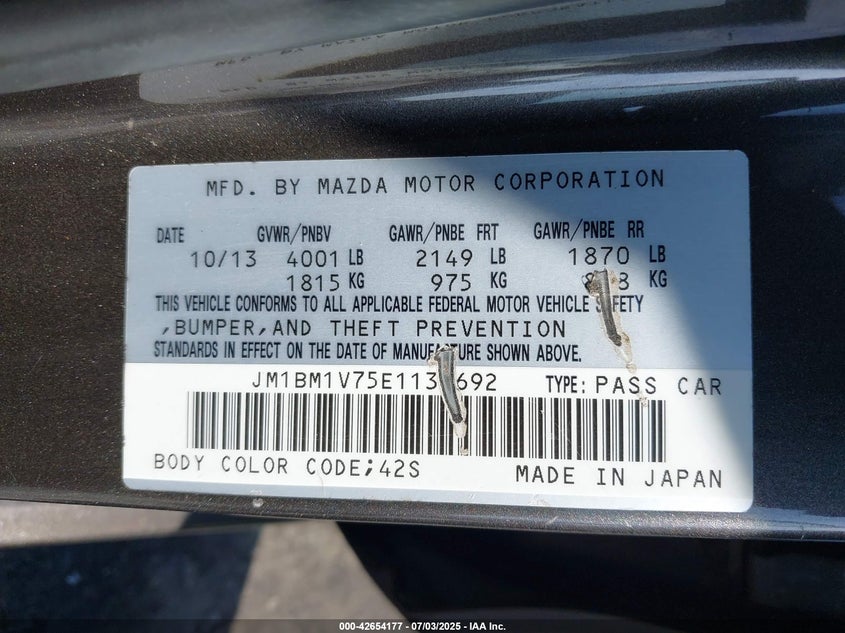 MFD. BY MAZDA MOTOR CORPORATION
DATE GVWR/PNBV GAWR/PNBE FRT GAWR/PNBE RR
10/13 4001 LB 2149 LB 1870 LB
1815 KG 975 KG KG
THIS VEHICLE CONFORMS TO ALL APPLICABLE FEDERAL MOTOR VEHICLE SAFETY
,BUMPER,AND THEFT PREVENTION
STANDARDS IN EFFECT ON THE DATE OF MANUFACTURE SHOWN ABOVE.
TYPE: PASS CAR
BODY COLOR CODE;42S MADE IN JAPAN
000-42654177 - 07/03/2025 - IAA Inc.